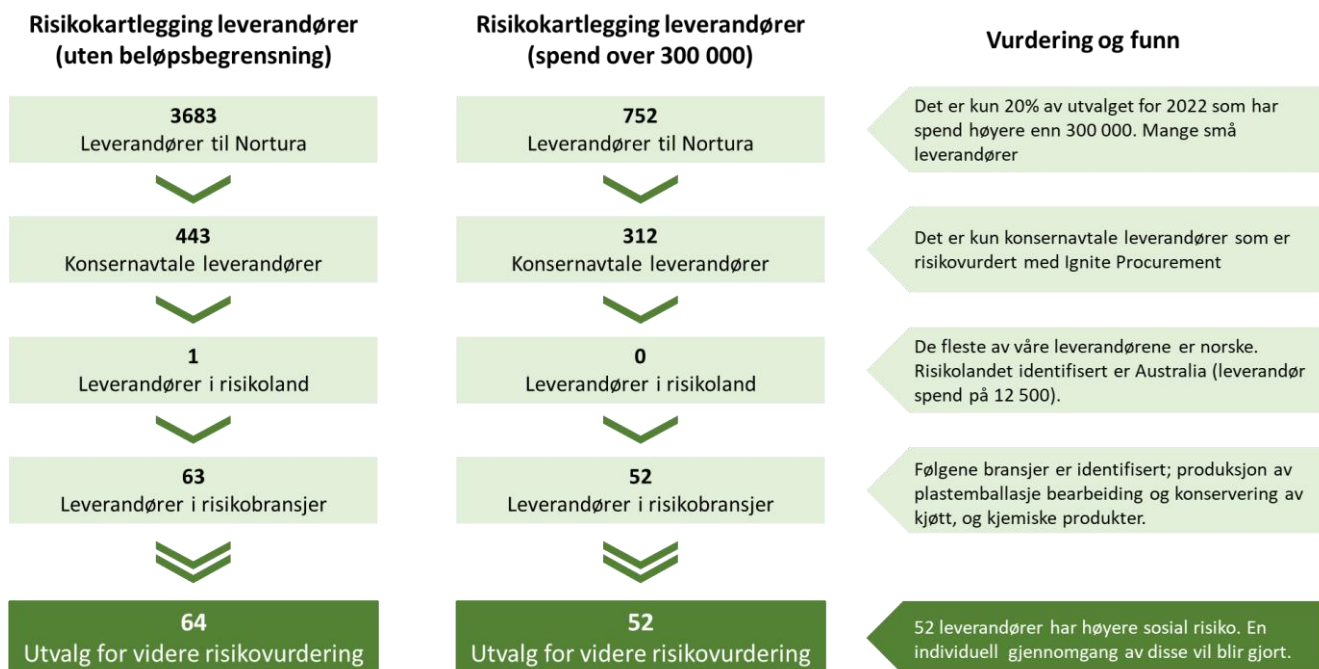 Risikokartlegging leverandører
(uten beløpsbegrensning)
3683
Leverandører til Nortura
443
Konsernavtale leverandører
1
Leverandører i risikoland
63
Leverandører i risikobransjer
64
Utvalg for videre risikovurdering
Risikokartlegging leverandører
(spend over 300 000)
752
Leverandører til Nortura
312
Konsernavtale leverandører
0
Leverandører i risikoland
52
Leverandører i risikobransjer
52
Utvalg for videre risikovurdering
Vurdering og funn
Det er kun 20% av utvalget for 2022 som har
spend høyere enn 300 000. Mange små
leverandører
Det er kun konsernavtale leverandører som er
risikovurdert med Ignite Procurement
De fleste av våre leverandørene er norske.
Risikolandet identifisert er Australia (leverandør
spend på 12 500).
Følgene bransjer er identifisert; produksjon av
plastemballasje bearbeiding og konservering av
kjøtt, og kjemiske produkter.
52 leverandører har høyere sosial risiko. En
individuell gjennomgang av disse vil blir gjort.